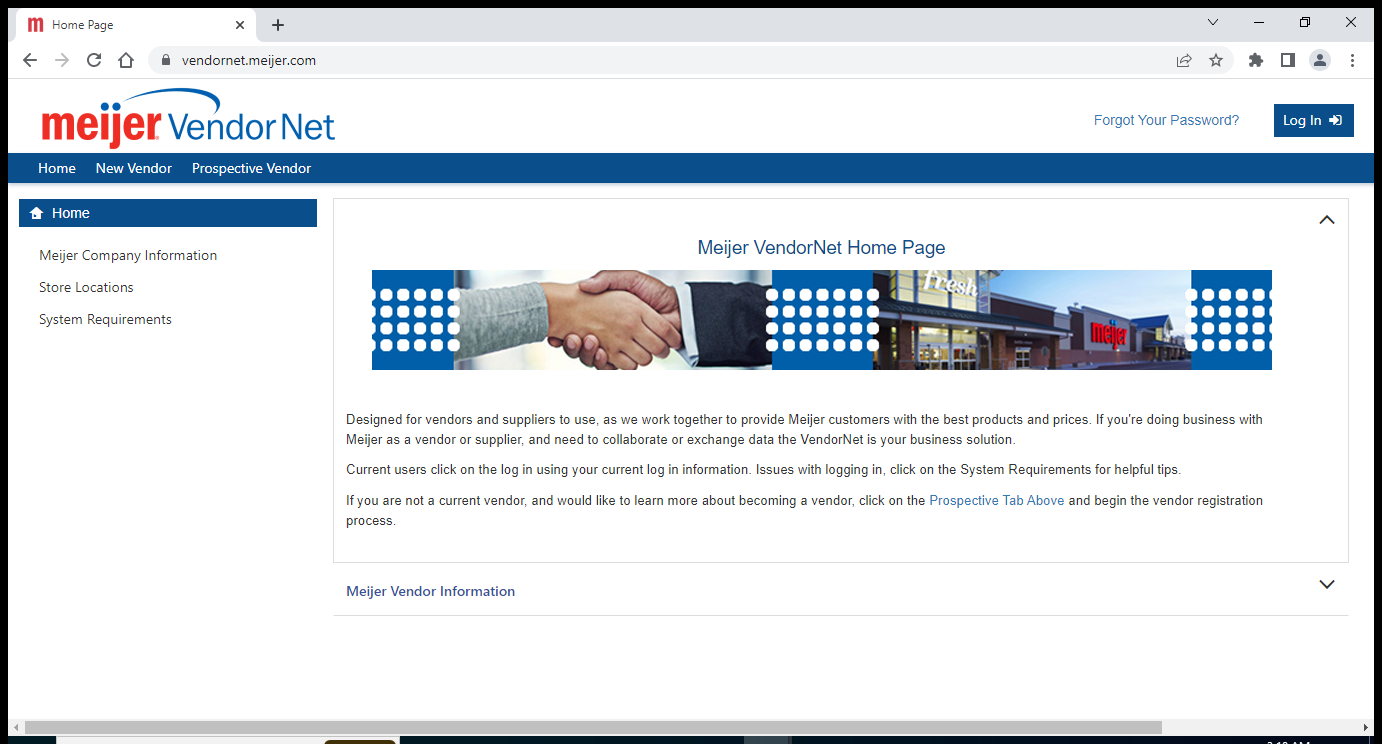 Home Page
vendornet.meijer.com
meijer VendorNet
Forgot Your Password?
Log In
Home
New Vendor
Prospective Vendor
Home
Meijer Company Information
Store Locations
System Requirements
Meijer VendorNet Home Page
fresh
meijer
Designed for vendors and suppliers to use, as we work together to provide Meijer customers with the best products and prices. If you're doing business with
Meijer as a vendor or supplier, and need to collaborate or exchange data the VendorNet is your business solution.
Current users click on the log in using your current log in information. Issues with logging in, click on the System Requirements for helpful tips.
If you are not a current vendor, and would like to learn more about becoming a vendor, click on the Prospective Tab Above and begin the vendor registration
process.
Meijer Vendor Information